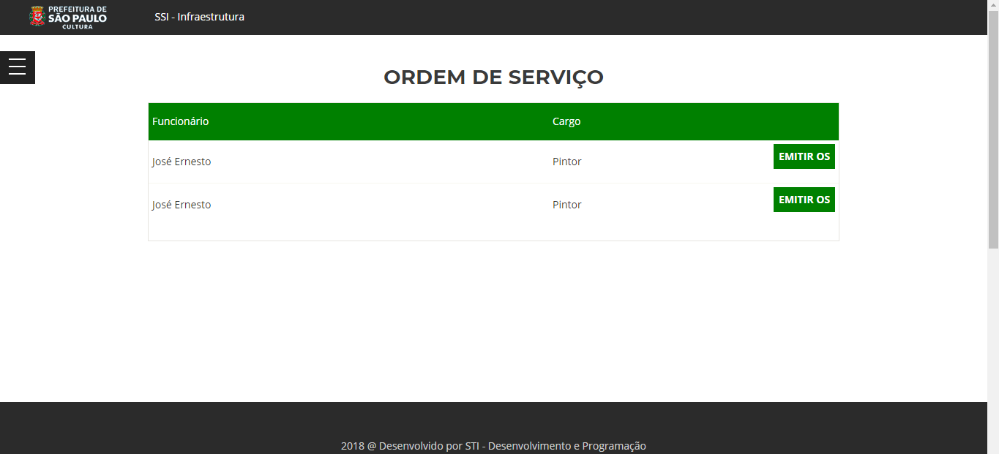 PREFEITURA DE
SÃO PAULO
CULTURA
SSI - Infraestrutura
ORDEM DE SERVIÇO
Funcionário Cargo
José Ernesto Pintor EMITIR OS
José Ernesto Pintor EMITIR OS
2018 @ Desenvolvido por STI - Desenvolvimento e Programação